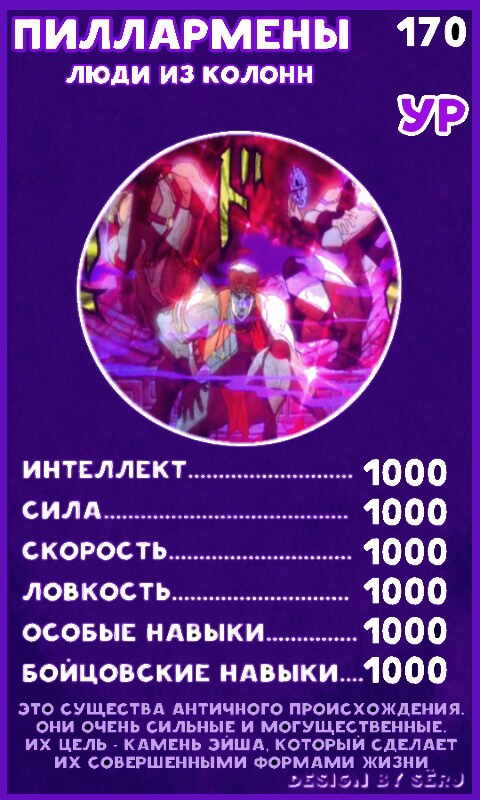 ПИЛЛАРМЕНЫ 170
ЛЮДИ ИЗ КОЛОНН
УР
ド
ИНТЕЛЛЕКТ........................... 1000
СИЛА......................................... 1000
СКОРОСТЬ.............................. 1000
ЛОВКОСТЬ............................. 1000
ОСОБЫЕ НАВЫКИ............... 1000
БОЙЦОВСКИЕ НАВЫКИ.... 1000
ЭТО СУЩЕСТВА АНТИЧНОГО ПРОИСХОЖДЕНИЯ.
ОНИ ОЧЕНЬ СИЛЬНЫЕ И МОГУЩЕСТВЕННЫЕ.
ИХ ЦЕЛЬ - КАМЕНЬ ЭЙША, КОТОРЫЙ СДЕЛАЕТ
ИХ СОВЕРШЕННЫМИ ФОРМАМИ ЖИЗНИ
DESIGN BY SËRU